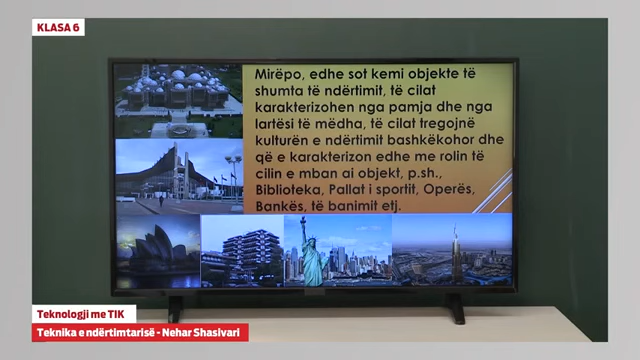 KLASA 6
Mirëpo, edhe sot kemi objekte të
shumta të ndërtimit, të cilat
karakterizohen nga pamja dhe nga
lartësi të mëdha, të cilat tregojnë
kulturën e ndërtimit bashkëkohor dhe
që e karakterizon edhe me rolin të
cilin e mban ai objekt, p.sh.,
Biblioteka, Pallat i sportit, Operës,
Bankës, të banimit etj.
Teknologji me TIK
Teknika e ndërtimtarisë - Nehar Shasivari